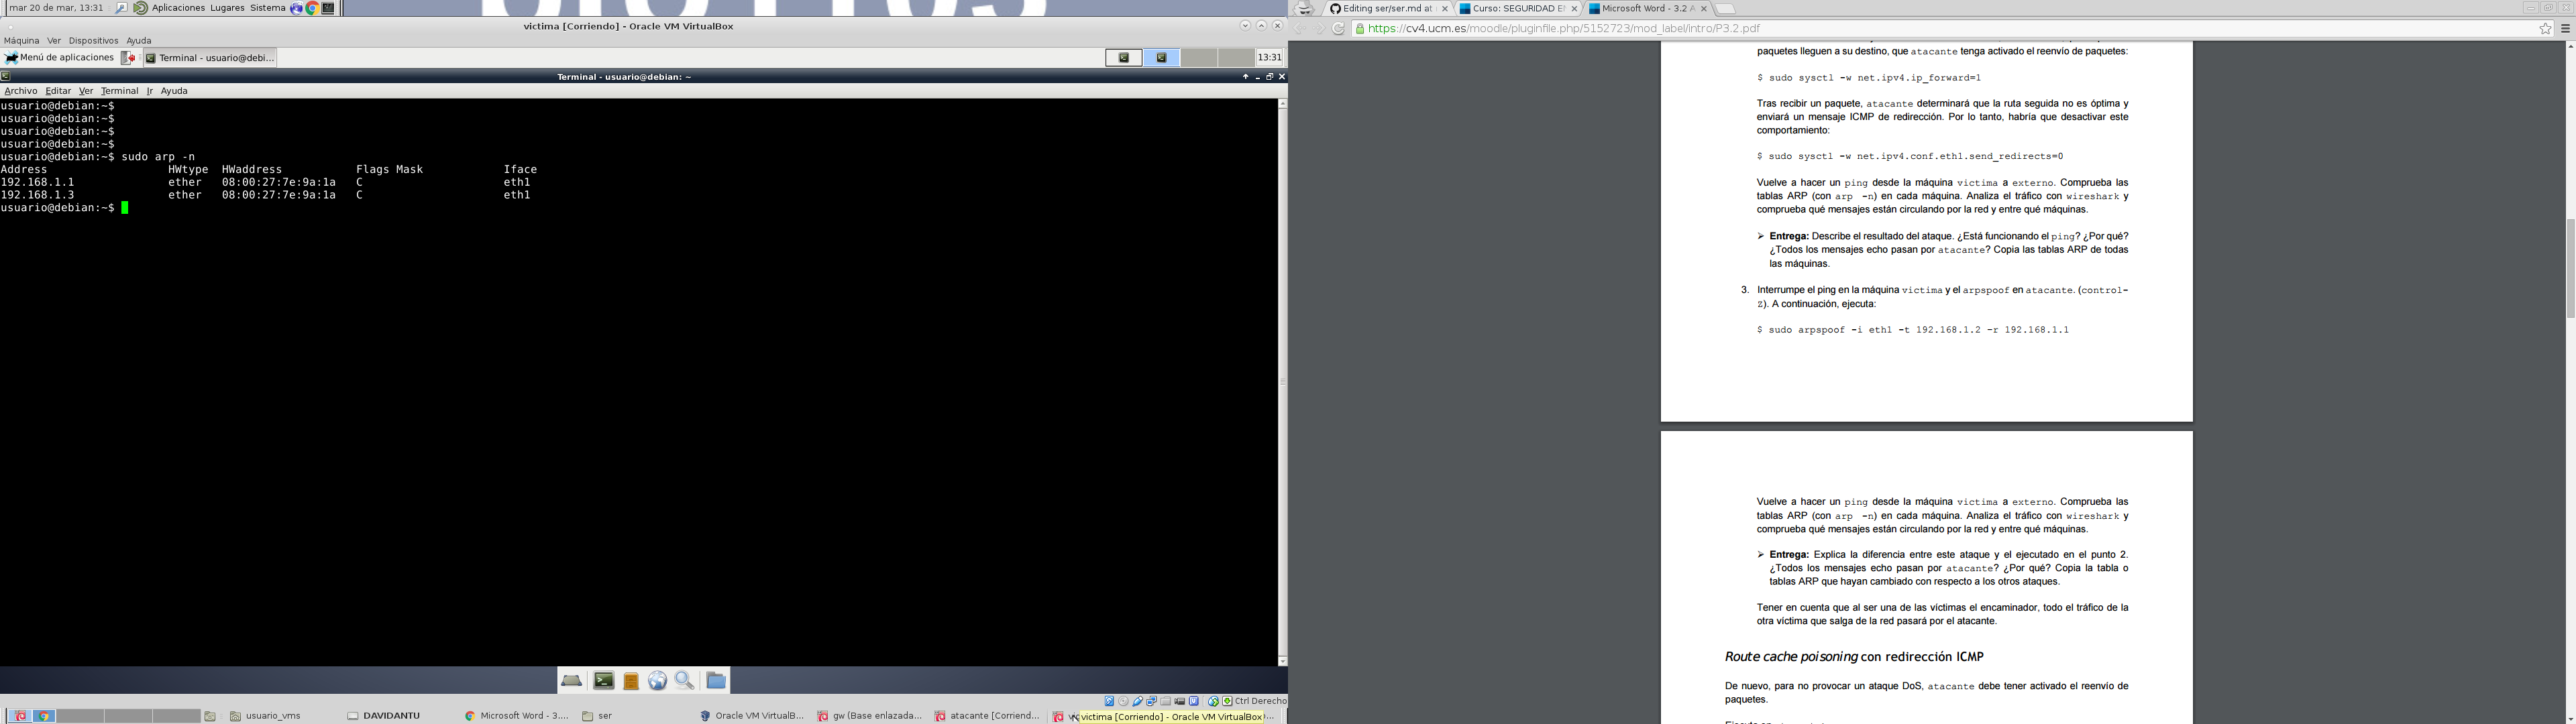 mar 20 de mar, 13:31
Aplicaciones Lugares Sistema
victima [Corriendo] - Oracle VM VirtualBox
Máquina Ver Dispositivos Ayuda
Menú de aplicaciones
Terminal - usuario@debi...
13:31
Terminal - usuario@debian: ~
Archivo Editar Ver Terminal Ir Ayuda
usuario@debian:~$
usuario@debian:~$
usuario@debian:~$
usuario@debian:~$
usuario@debian:~$ sudo arp -n
Address HWtype HWaddress Flags Mask Iface
192.168.1.1 ether 08:00:27:7e:9a:1a C eth1
192.168.1.3 ether 08:00:27:7e:9a:1a C eth1
usuario@debian:~$
Ctrl Derecho
usuario_vms
DAVIDANTU
Microsoft Word - 3....
ser
Oracle VM VirtualB...
gw (Base enlazada...
atacante [Corriend...
victima [Corriendo] - Oracle VM VirtualBox
Editing ser/ser.md at
Curso: SEGURIDAD E
Microsoft Word - 3.2 A
https://cv4.ucm.es/moodle/pluginfile.php/5152723/mod_label/intro/P3.2.pdf
paquetes lleguen a su destino, que atacante tenga activado el reenvío de paquetes:
$ sudo sysctl -w net.ipv4.ip_forward=1
Tras recibir un paquete, atacante determinará que la ruta seguida no es óptima y
enviará un mensaje ICMP de redirección. Por lo tanto, habría que desactivar este
comportamiento:
$ sudo sysctl -w net.ipv4.conf.eth1.send_redirects=0
Vuelve a hacer un ping desde la máquina victima a externo. Comprueba las
tablas ARP (con arp -n) en cada máquina. Analiza el tráfico con wireshark y
comprueba qué mensajes están circulando por la red y entre qué máquinas.
➢ Entrega: Describe el resultado del ataque. ¿Está funcionando el ping? ¿Por qué?
¿Todos los mensajes echo pasan por atacante? Copia las tablas ARP de todas
las máquinas.
3. Interrumpe el ping en la máquina victima y el arpspoof en atacante. (control-
Z). A continuación, ejecuta:
$ sudo arpspoof -i eth1 -t 192.168.1.2 -r 192.168.1.1
Vuelve a hacer un ping desde la máquina victima a externo. Comprueba las
tablas ARP (con arp -n) en cada máquina. Analiza el tráfico con wireshark y
comprueba qué mensajes están circulando por la red y entre qué máquinas.
➢ Entrega: Explica la diferencia entre este ataque y el ejecutado en el punto 2.
¿Todos los mensajes echo pasan por atacante? ¿Por qué? Copia la tabla o
tablas ARP que hayan cambiado con respecto a los otros ataques.
Tener en cuenta que al ser una de las víctimas el encaminador, todo el tráfico de la
otra víctima que salga de la red pasará por el atacante.
Route cache poisoning con redirección ICMP
De nuevo, para no provocar un ataque DoS, atacante debe tener activado el reenvío de
paquetes.